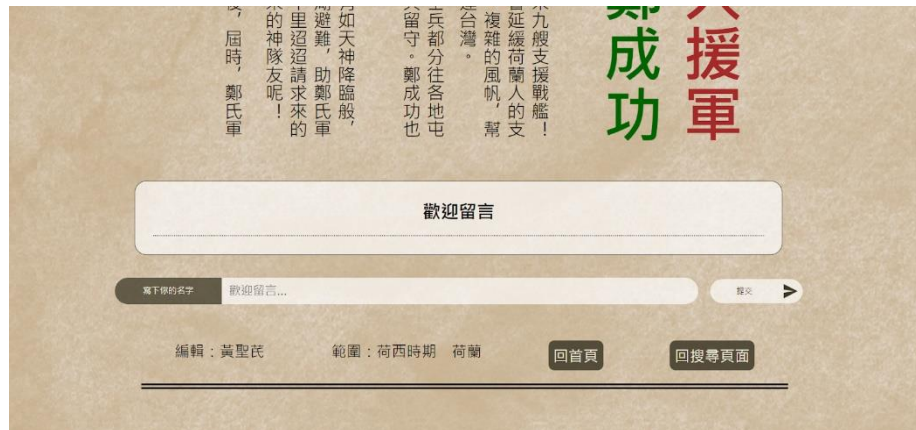 援軍
鄭成功
來九艘支援戰艦！
延緩荷蘭人的支
複雜的風帆，幫
台灣。
兵都分往各地屯
留守。鄭成功也
如天神降臨般，
避難，助鄭氏軍
里迢迢請求來的
的神隊友呢！
，屆時，鄭氏軍
歡迎留言
寫下你的名字 歡迎留言... 提交
編輯：黃聖芪 範圍：荷西時期 荷蘭 回首頁 回搜尋頁面